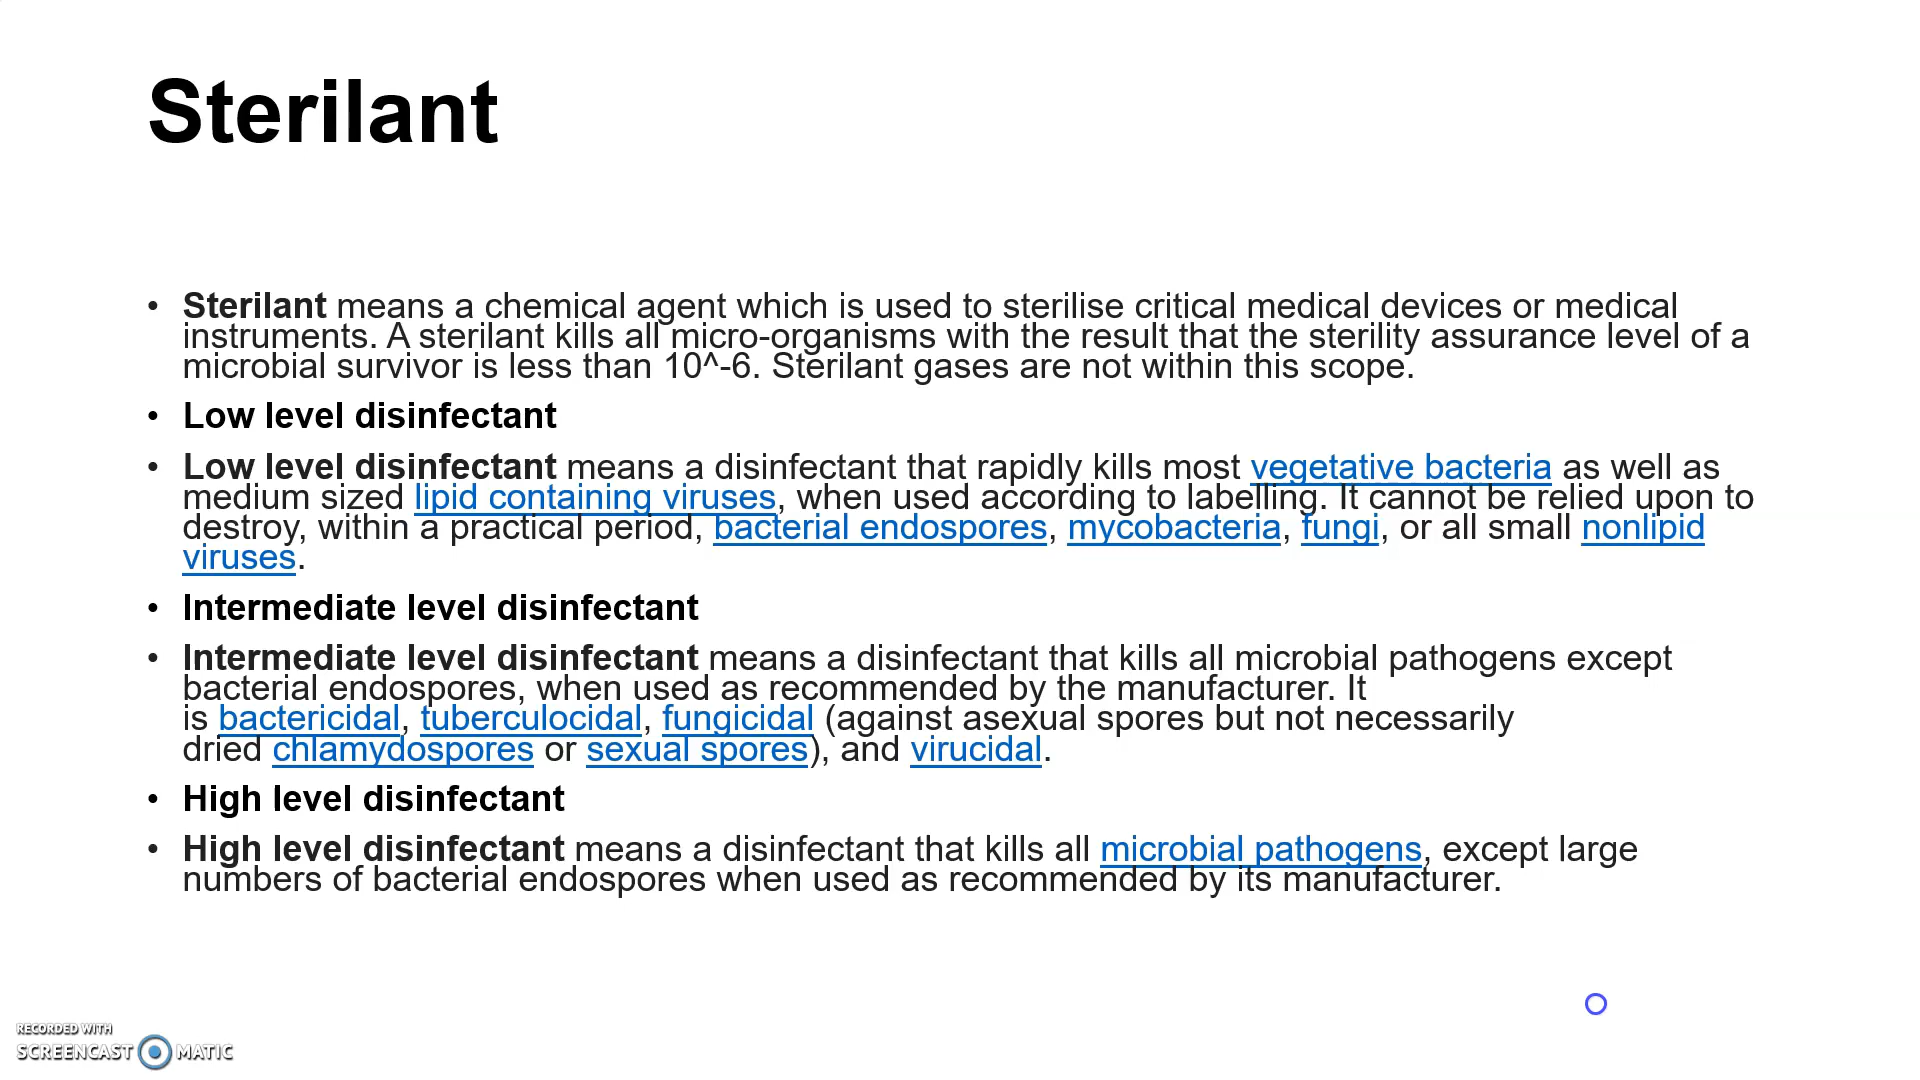 Sterilant
• Sterilant means a chemical agent which is used to sterilise critical medical devices or medical
instruments. A sterilant kills all micro-organisms with the result that the sterility assurance level of a
microbial survivor is less than 10^-6. Sterilant gases are not within this scope.
• Low level disinfectant
• Low level disinfectant means a disinfectant that rapidly kills most vegetative bacteria as well as
medium sized lipid containing viruses, when used according to labelling. It cannot be relied upon to
destroy, within a practical period, bacterial endospores, mycobacteria, fungi, or all small nonlipid
viruses.
• Intermediate level disinfectant
• Intermediate level disinfectant means a disinfectant that kills all microbial pathogens except
bacterial endospores, when used as recommended by the manufacturer. It
is bactericidal, tuberculocidal, fungicidal (against asexual spores but not necessarily
dried chlamydospores or sexual spores), and virucidal.
• High level disinfectant
• High level disinfectant means a disinfectant that kills all microbial pathogens, except large
numbers of bacterial endospores when used as recommended by its manufacturer.
RECORDED WITH
SCREENCAST MATIC